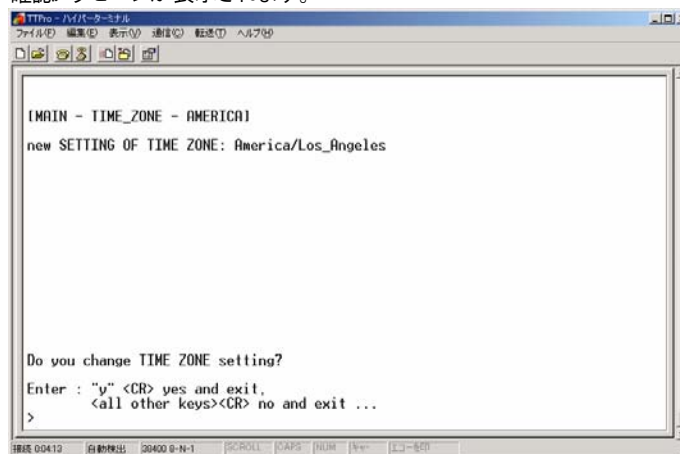 確認メッセージが表示されます。
TTPro - ハイパーターミナル
ファイル(F) 編集(E) 表示(V) 通信(C) 転送(T) ヘルプ(H)
[MAIN - TIME_ZONE - AMERICA]
new SETTING OF TIME ZONE: America/Los_Angeles
Do you change TIME ZONE setting?
Enter : "y" <CR> yes and exit,
<all other keys><CR> no and exit ...
>
接続 0:04:13 自動検出 38400 8-N-1 SCROLL CAPS NUM キャ エコーを印